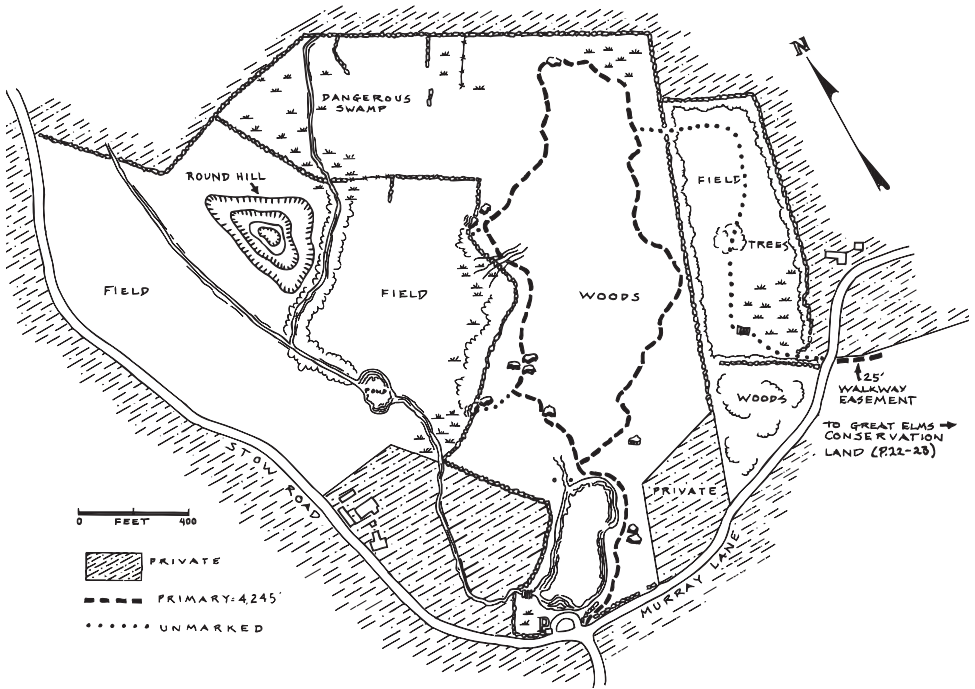 N
DANGEROUS
SWAMP
ROUND HILL
FIELD
TREES
FIELD
FIELD
WOODS
POND
WOODS
25'
WALKWAY
EASEMENT
TO GREAT ELMS
CONSERVATION
LAND (P.22-23)
STOW ROAD
PRIVATE
0 FEET 400
PRIVATE
PRIMARY=4,245'
UNMARKED
MURRAY LANE
P